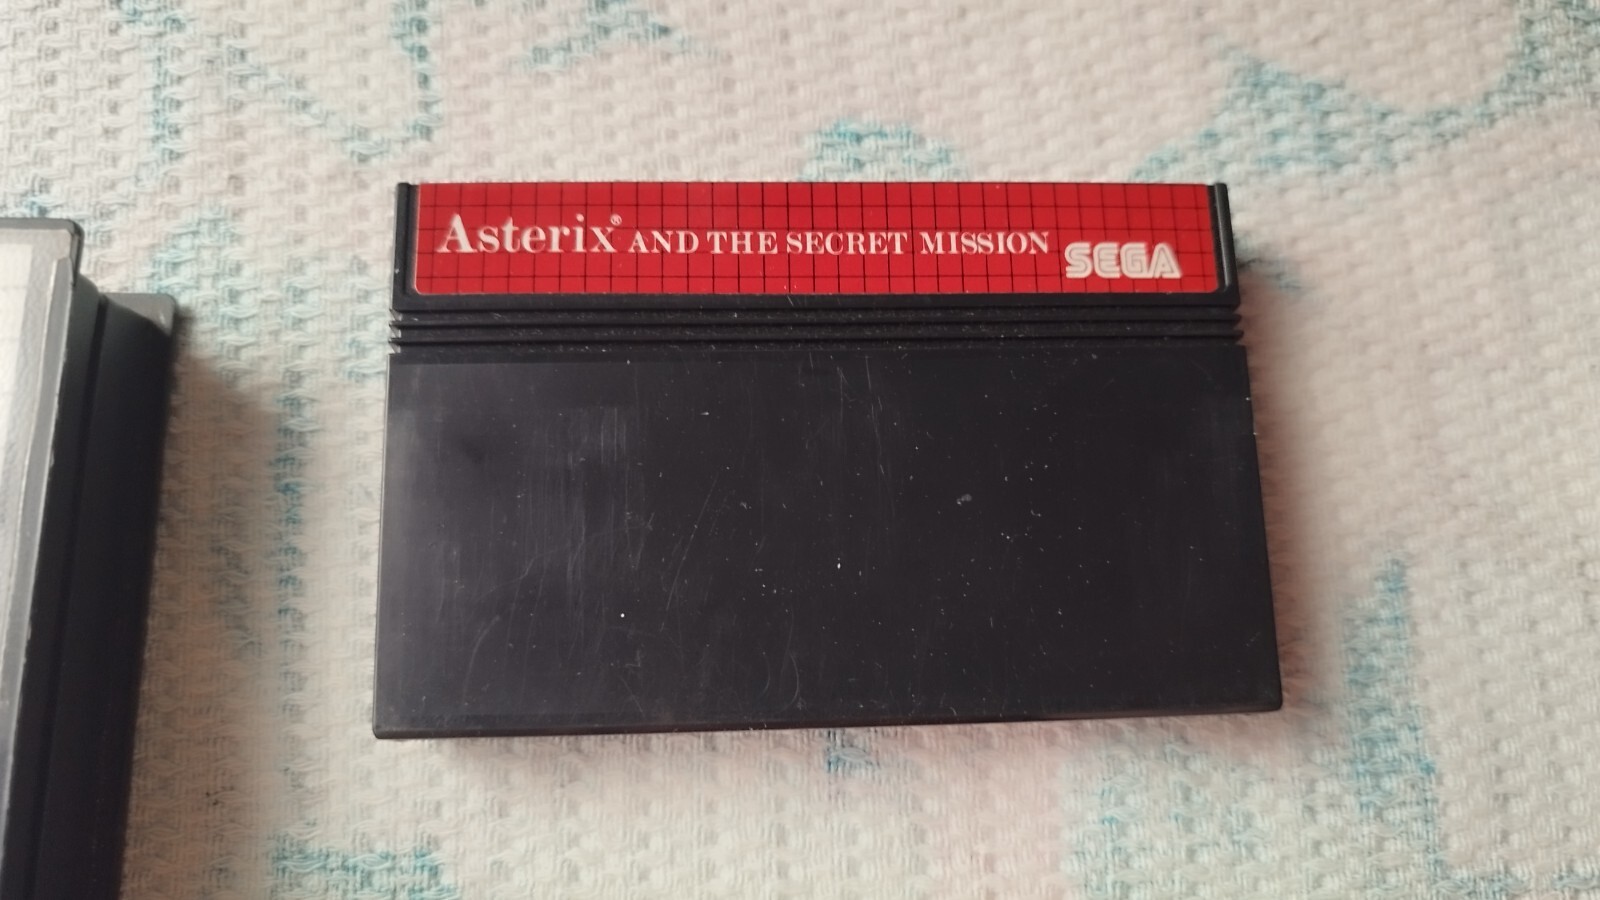 Asterix® AND THE SECRET MISSION
SEGA